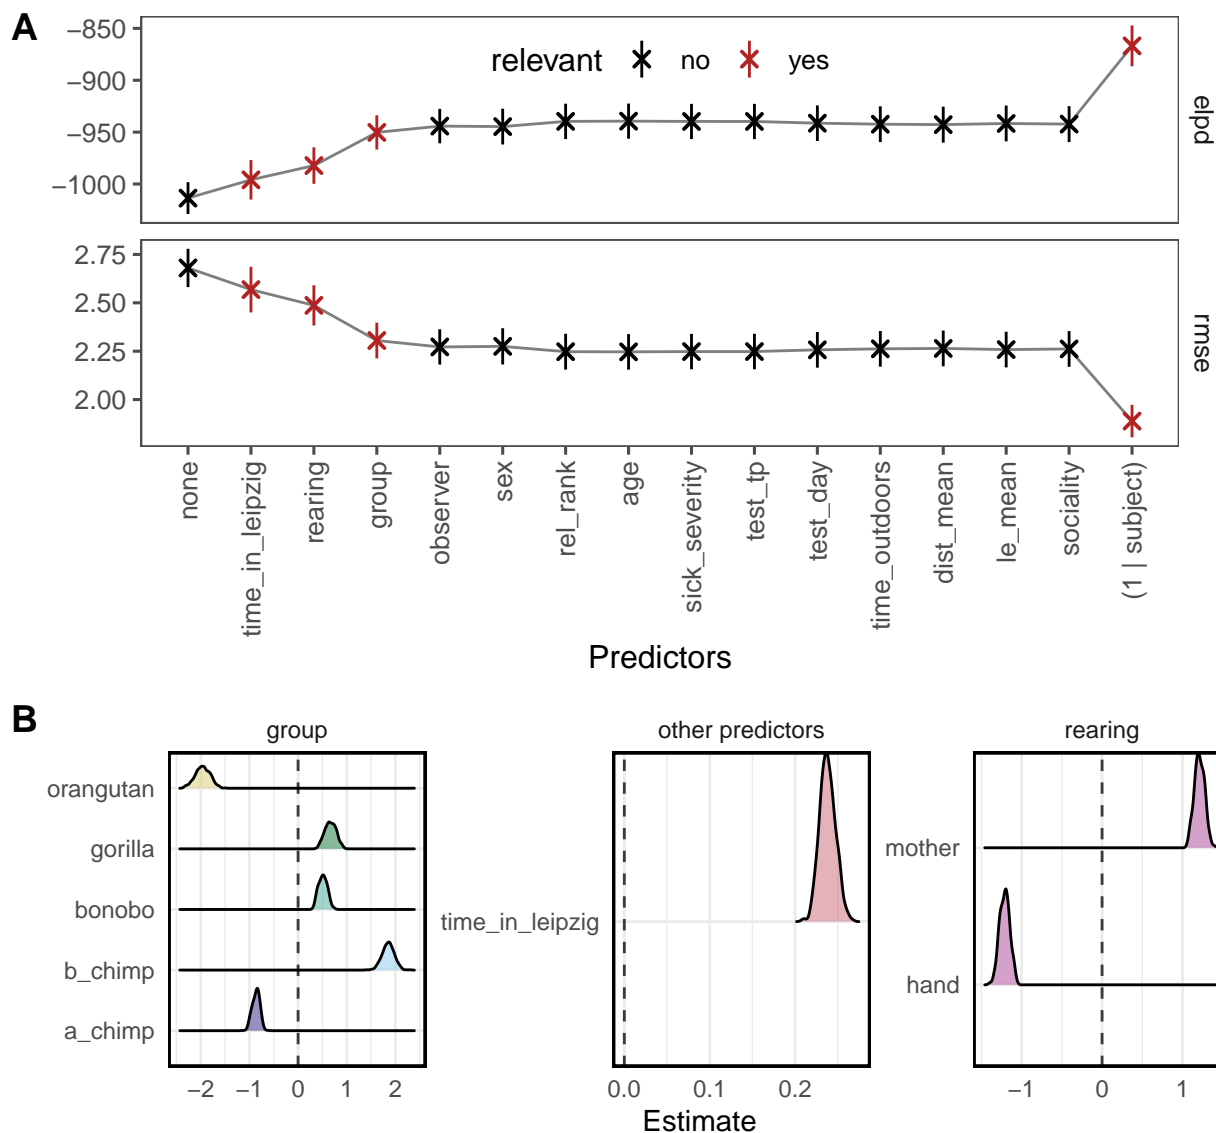 A
−850
−900
−950
−1000
relevant no yes
elpd
2.75
2.50
2.25
2.00
rmse
none
time_in_leipzig
rearing
group
observer
sex
rel_rank
age
sick_severity
test_tp
test_day
time_outdoors
dist_mean
le_mean
sociality
(1 | subject)
Predictors
B
group
orangutan
gorilla
bonobo
b_chimp
a_chimp
−2 −1 0 1 2
other predictors
time_in_leipzig
0.0 0.1 0.2
rearing
mother
hand
−1 0 1
Estimate